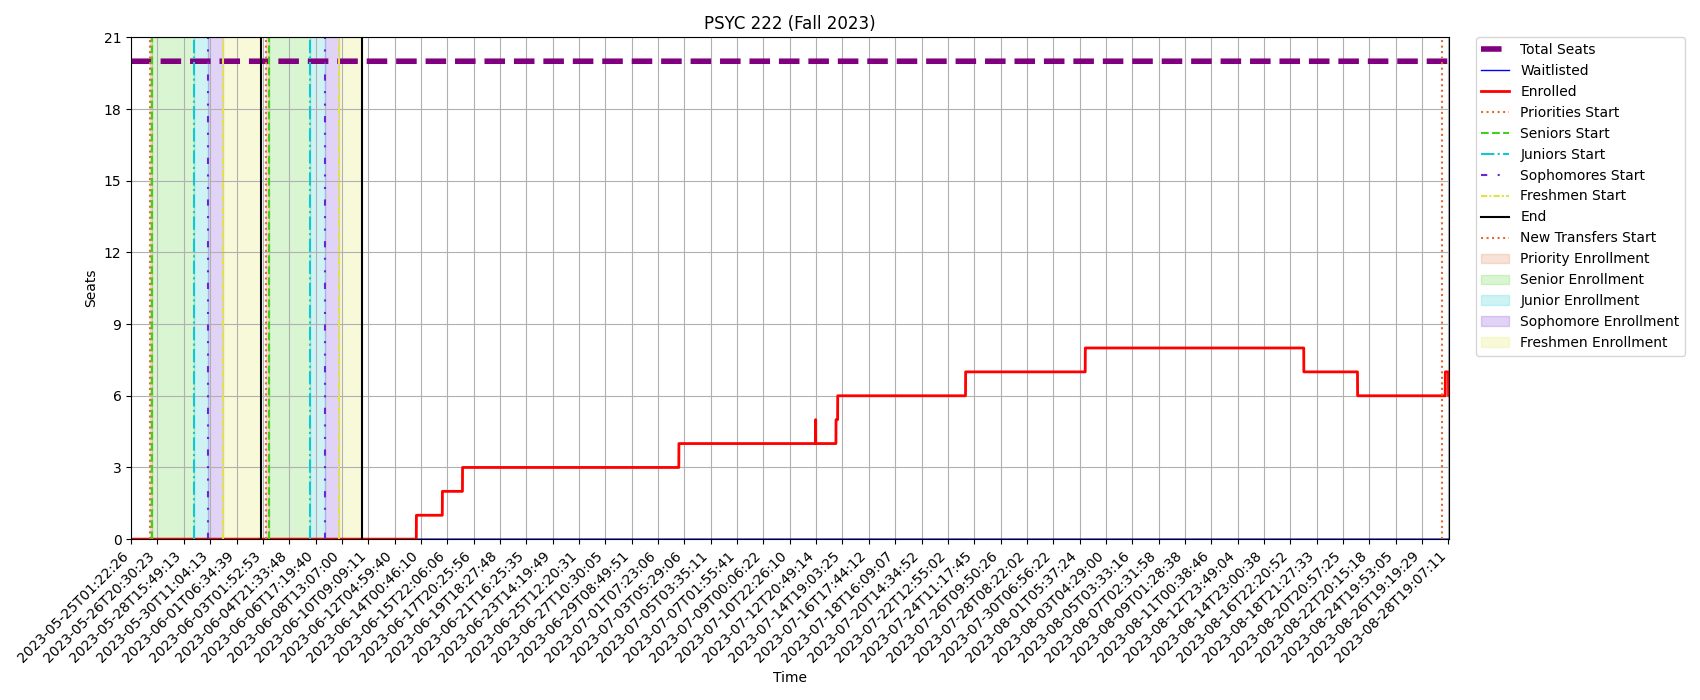 PSYC 222 (Fall 2023)
21
18
15
12
9
6
3
0
Seats
2023-05-25T01:22:26
2023-05-26T20:30:23
2023-05-28T15:49:13
2023-05-30T11:04:13
2023-06-01T06:34:39
2023-06-03T01:52:53
2023-06-04T21:33:48
2023-06-06T17:19:40
2023-06-08T13:07:00
2023-06-10T09:09:11
2023-06-12T04:59:40
2023-06-14T00:46:10
2023-06-15T22:06:06
2023-06-17T20:25:56
2023-06-19T18:27:48
2023-06-21T16:25:35
2023-06-23T14:19:49
2023-06-25T12:20:31
2023-06-27T10:30:05
2023-06-29T08:49:51
2023-07-01T07:23:06
2023-07-03T05:29:06
2023-07-05T03:35:11
2023-07-07T01:55:41
2023-07-09T00:06:22
2023-07-10T22:26:10
2023-07-12T20:49:14
2023-07-14T19:03:25
2023-07-16T17:44:12
2023-07-18T16:09:07
2023-07-20T14:34:52
2023-07-22T12:55:02
2023-07-24T11:17:45
2023-07-26T09:50:26
2023-07-28T08:22:02
2023-07-30T06:56:22
2023-08-01T05:37:24
2023-08-03T04:29:00
2023-08-05T03:33:16
2023-08-07T02:31:58
2023-08-09T01:28:38
2023-08-11T00:38:46
2023-08-12T23:49:04
2023-08-14T23:00:38
2023-08-16T22:20:52
2023-08-18T21:27:33
2023-08-20T20:57:25
2023-08-22T20:15:18
2023-08-24T19:53:05
2023-08-26T19:19:29
2023-08-28T19:07:11
Time
Total Seats
Waitlisted
Enrolled
Priorities Start
Seniors Start
Juniors Start
Sophomores Start
Freshmen Start
End
New Transfers Start
Priority Enrollment
Senior Enrollment
Junior Enrollment
Sophomore Enrollment
Freshmen Enrollment